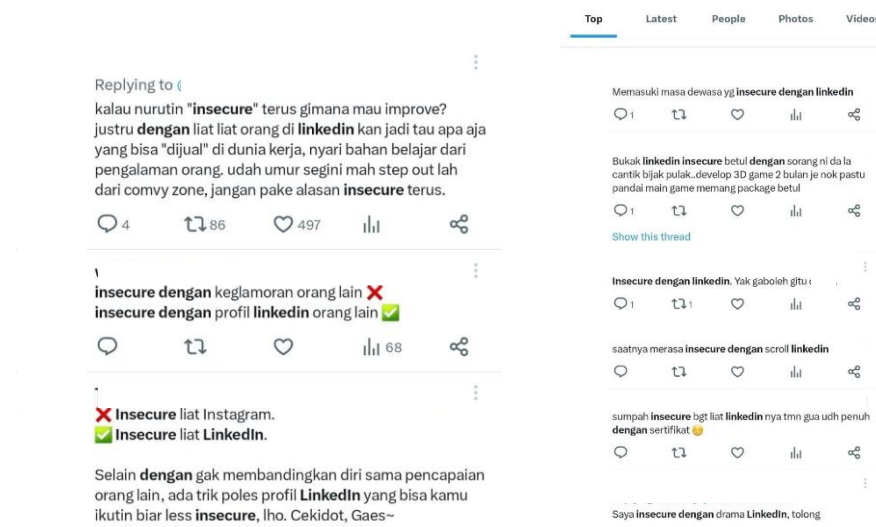 Replying to
kalau nurutin "insecure" terus gimana mau improve?
justru dengan liat liat orang di linkedin kan jadi tau apa aja
yang bisa "dijual" di dunia kerja, nyari bahan belajar dari
pengalaman orang. udah umur segini mah step out lah
dari comvy zone, jangan pake alasan insecure terus.
4 86 497
insecure dengan keglamoran orang lain ❌
insecure dengan profil linkedin orang lain ✅
68
❌ Insecure liat Instagram.
✅ Insecure liat LinkedIn.
Selain dengan gak membandingkan diri sama pencapaian
orang lain, ada trik poles profil LinkedIn yang bisa kamu
ikutin biar less insecure, lho. Cekidot, Gaes~
Top Latest People Photos Videos
Memasuki masa dewasa yg insecure dengan linkedin
1
Bukak linkedin insecure betul dengan sorang ni da la
cantik bijak pulak..develop 3D game 2 bulan je nok pastu
pandai main game memang package betul
1
Show this thread
Insecure dengan linkedin. Yak gaboleh gitu
1 1
saatnya merasa insecure dengan scroll linkedin
sumpah insecure bgt liat linkedin nya tmn gua udh penuh
dengan sertifikat 🥲
Saya insecure dengan drama LinkedIn, tolong